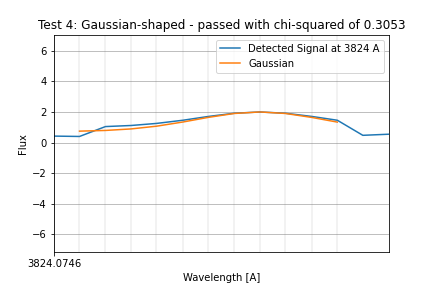 Test 4: Gaussian-shaped - passed with chi-squared of 0.3053
Detected Signal at 3824 A
Gaussian
6
4
2
0
−2
−4
−6
Flux
3824.0746
Wavelength [A]